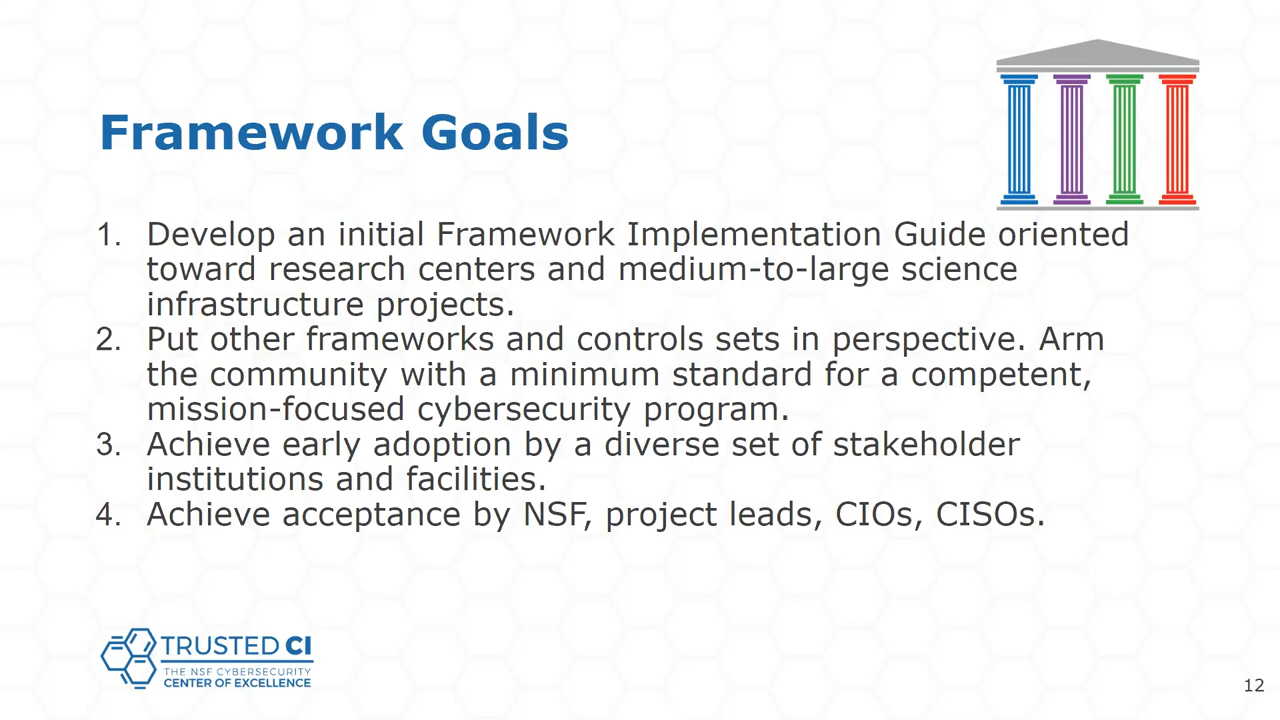 Framework Goals
1. Develop an initial Framework Implementation Guide oriented
toward research centers and medium-to-large science
infrastructure projects.
2. Put other frameworks and controls sets in perspective. Arm
the community with a minimum standard for a competent,
mission-focused cybersecurity program.
3. Achieve early adoption by a diverse set of stakeholder
institutions and facilities.
4. Achieve acceptance by NSF, project leads, CIOs, CISOs.
TRUSTED CI
THE NSF CYBERSECURITY
CENTER OF EXCELLENCE
12